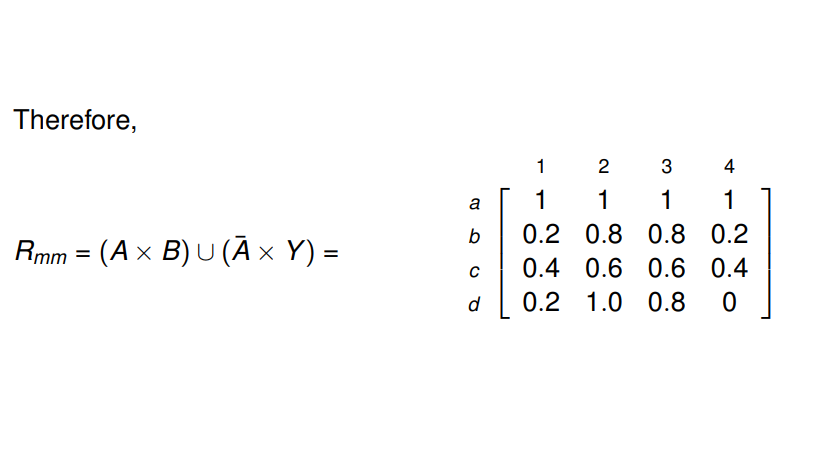 Therefore,
1 2 3 4
a 1 1 1 1
b 0.2 0.8 0.8 0.2
Rmm = (A × B) ∪ (Ā × Y) =
c 0.4 0.6 0.6 0.4
d 0.2 1.0 0.8 0